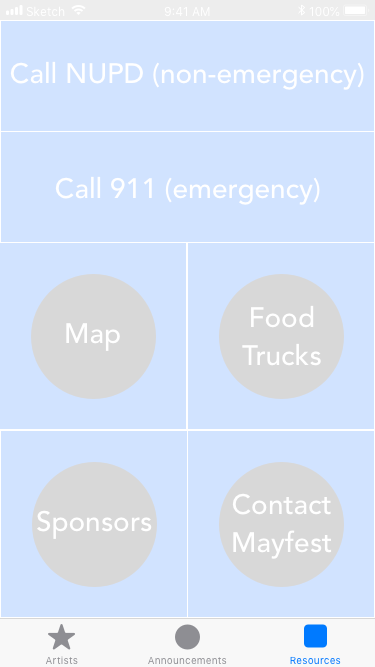 Sketch 9:41 AM 100%
Call NUPD (non-emergency)
Call 911 (emergency)
Map
Food
Trucks
Sponsors
Contact
Mayfest
Artists Announcements Resources